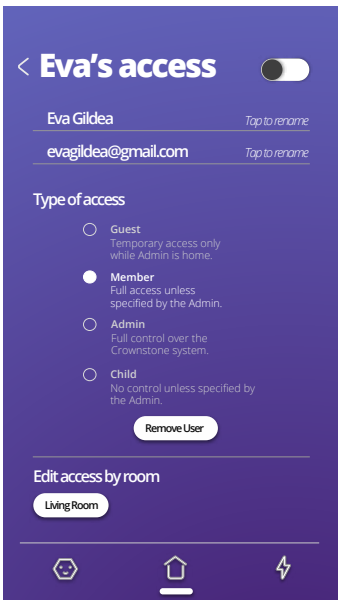 Eva's access
Eva Gildea Tap to rename
evagildea@gmail.com Tap to rename
Type of access
Guest
Temporary access only
while Admin is home.
Member
Full access unless
specified by the Admin.
Admin
Full control over the
Crownstone system.
Child
No control unless specified by
the Admin.
Remove User
Edit access by room
Living Room